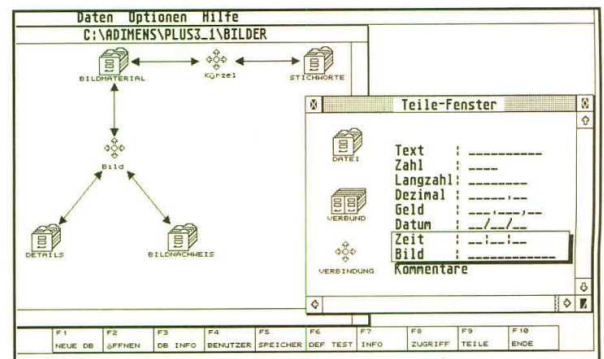 Daten Optionen Hilfe
C:\ADIMENS\PLUS3_1\BILDER
BILDMATERIAL
Kürzel
STICHWORTE
Bild
DETAILS
BILDNACHWEIS
Teile-Fenster
DATEI
VERBUND
VERBINDUNG
Text
Zahl
Langzahl
Dezimal
Geld
Datum
Zeit
Bild
Kommentare
F1 F2 F3 F4 F5 F6 F7 F8 F9 F10
NEUE DB ÖFFNEN DB INFO BENUTZER SPEICHER DEF TEST INFO ZUGRIFF TEILE ENDE